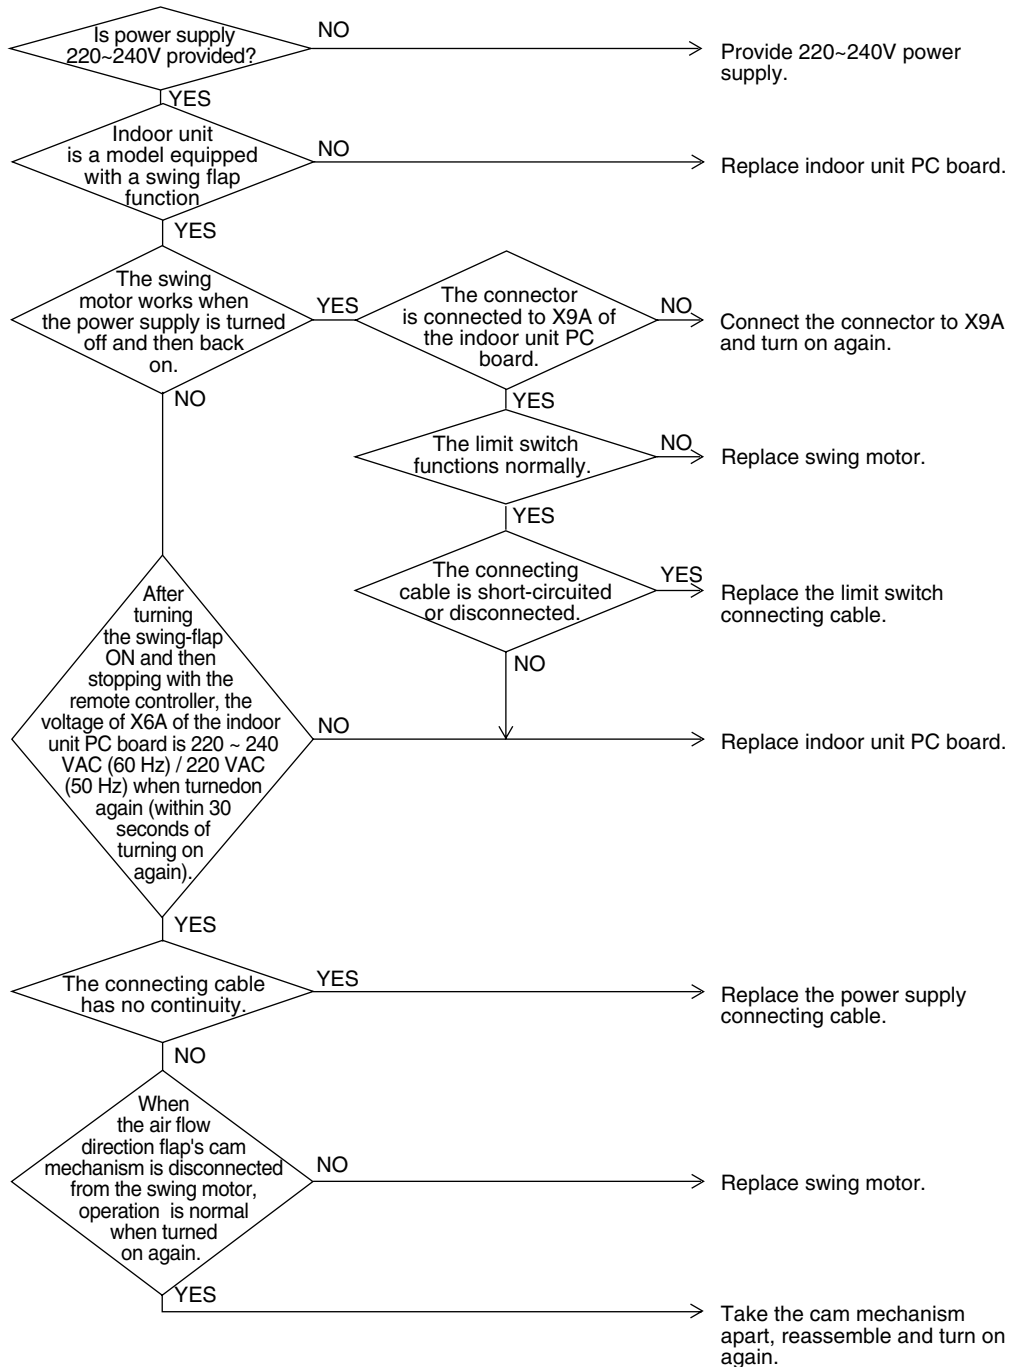 Is power supply
220~240V provided?
NO
Provide 220~240V power
supply.
YES
Indoor unit
is a model equipped
with a swing flap
function
NO
Replace indoor unit PC board.
YES
The swing
motor works when
the power supply is turned
off and then back
on.
YES
The connector
is connected to X9A of
the indoor unit PC
board.
NO
Connect the connector to X9A
and turn on again.
NO
YES
The limit switch
functions normally.
NO
Replace swing motor.
YES
The connecting
cable is short-circuited
or disconnected.
YES
Replace the limit switch
connecting cable.
NO
After
turning
the swing-flap
ON and then
stopping with the
remote controller, the
voltage of X6A of the indoor
unit PC board is 220 ~ 240
VAC (60 Hz) / 220 VAC
(50 Hz) when turnedon
again (within 30
seconds of
turning on
again).
NO
Replace indoor unit PC board.
YES
The connecting cable
has no continuity.
YES
Replace the power supply
connecting cable.
NO
When
the air flow
direction flap's cam
mechanism is disconnected
from the swing motor,
operation is normal
when turned
on again.
NO
Replace swing motor.
YES
Take the cam mechanism
apart, reassemble and turn on
again.